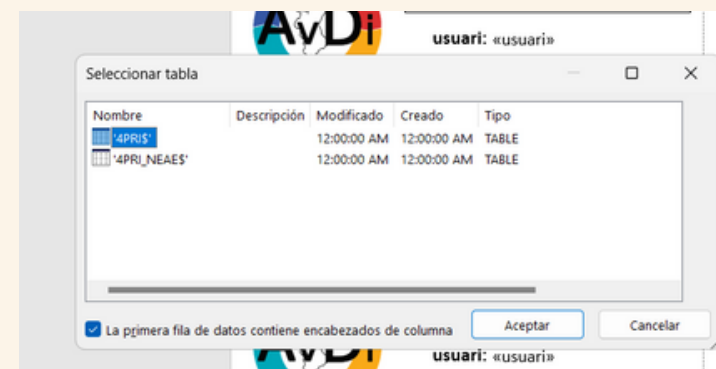 AvDi
usuari: «usuari»
Seleccionar tabla
Nombre Descripción Modificado Creado Tipo
'4PRI$' 12:00:00 AM 12:00:00 AM TABLE
'4PRI_NEAE$' 12:00:00 AM 12:00:00 AM TABLE
La primera fila de datos contiene encabezados de columna Aceptar Cancelar
AvDi
usuari: «usuari»